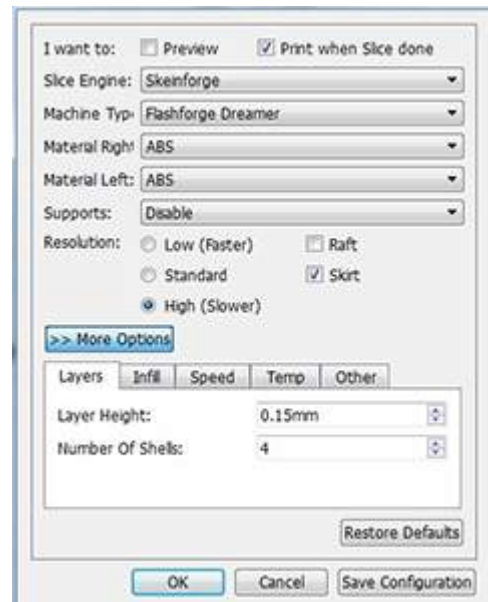 I want to: Preview Print when Slice done
Slice Engine: Skeinforge
Machine Typ Flashforge Dreamer
Material Right ABS
Material Left: ABS
Supports: Disable
Resolution: Low (Faster) Raft
Standard Skirt
High (Slower)
>> More Options
Layers Infill Speed Temp Other
Layer Height: 0.15mm
Number Of Shells: 4
Restore Defaults
OK Cancel Save Configuration